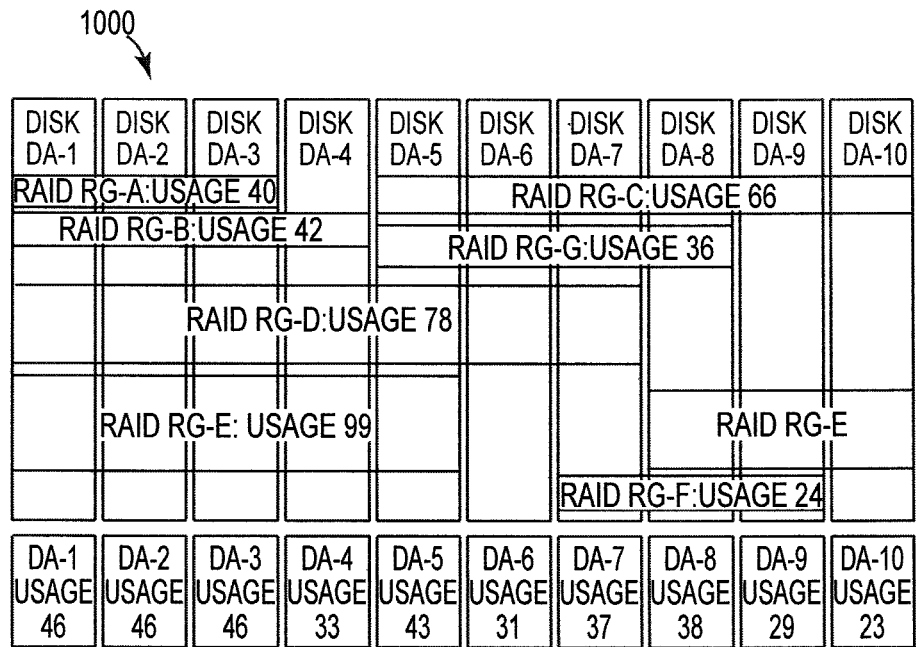 1000
DISK DA-1
DISK DA-2
DISK DA-3
DISK DA-4
DISK DA-5
DISK DA-6
DISK DA-7
DISK DA-8
DISK DA-9
DISK DA-10
RAID RG-A:USAGE 40
RAID RG-C:USAGE 66
RAID RG-B:USAGE 42
RAID RG-G:USAGE 36
RAID RG-D:USAGE 78
RAID RG-E: USAGE 99
RAID RG-E
RAID RG-F:USAGE 24
DA-1 USAGE 46
DA-2 USAGE 46
DA-3 USAGE 46
DA-4 USAGE 33
DA-5 USAGE 43
DA-6 USAGE 31
DA-7 USAGE 37
DA-8 USAGE 38
DA-9 USAGE 29
DA-10 USAGE 23